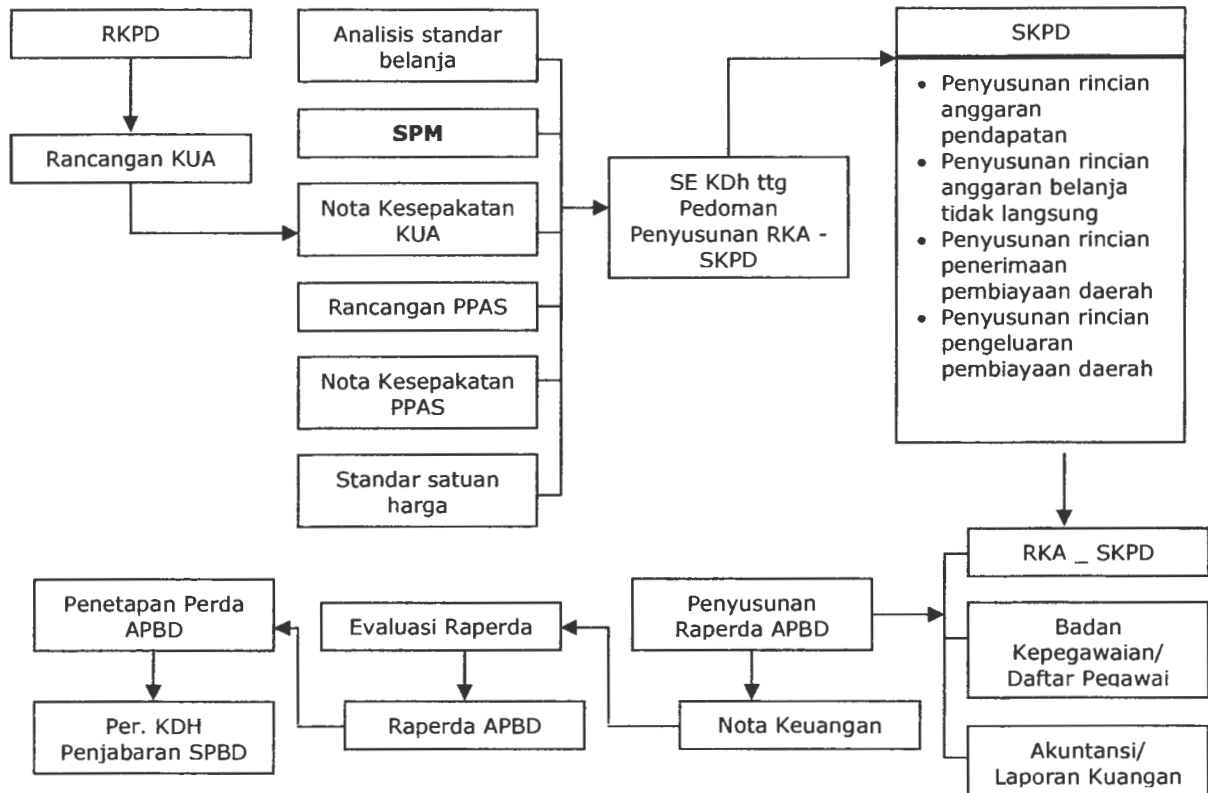 RKPD
Rancangan KUA
Analisis standar
belanja
SPM
Nota Kesepakatan
KUA
Rancangan PPAS
Nota Kesepakatan
PPAS
Standar satuan
harga
SE KDh ttg
Pedoman
Penyusunan RKA -
SKPD
SKPD
• Penyusunan rincian
anggaran
pendapatan
• Penyusunan rincian
anggaran belanja
tidak langsung
• Penyusunan rincian
penerimaan
pembiayaan daerah
• Penyusunan rincian
pengeluaran
pembiayaan daerah
RKA _ SKPD
Badan
Kepegawaian/
Daftar Pegawai
Akuntansi/
Laporan Kuangan
Penyusunan
Raperda APBD
Nota Keuangan
Evaluasi Raperda
Raperda APBD
Penetapan Perda
APBD
Per. KDH
Penjabaran SPBD